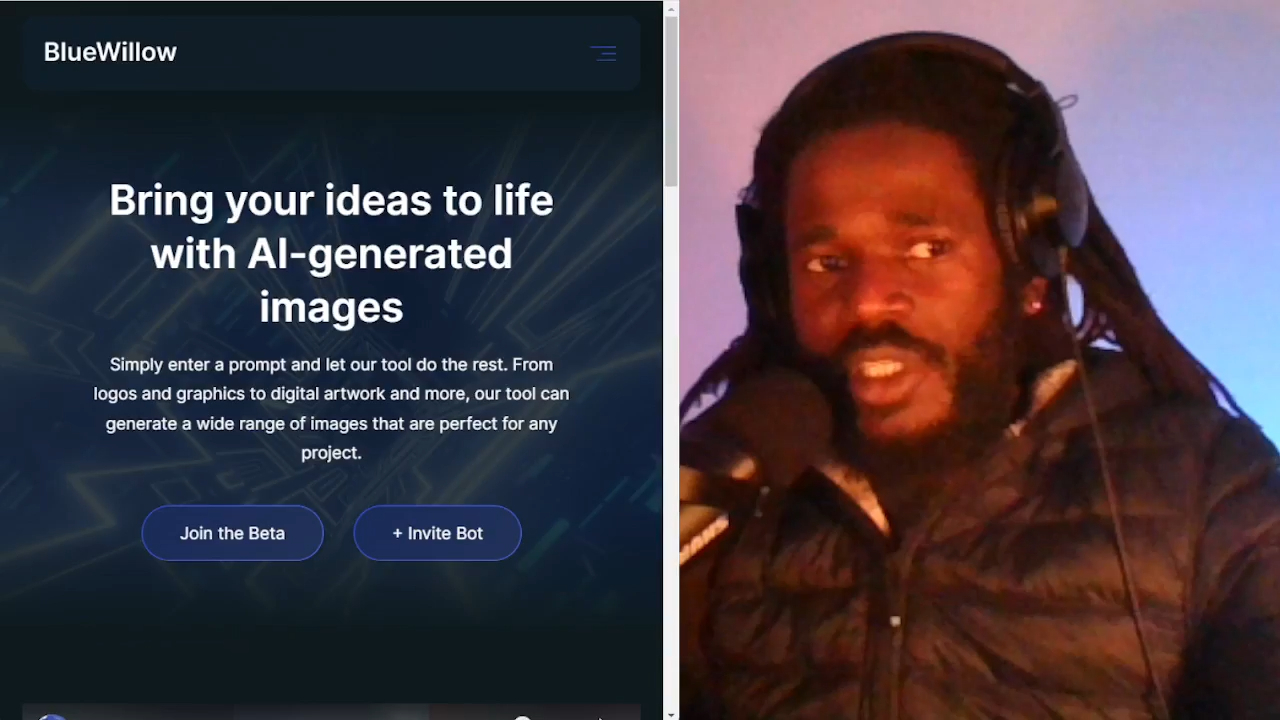 BlueWillow
Bring your ideas to life
with AI-generated
images
Simply enter a prompt and let our tool do the rest. From
logos and graphics to digital artwork and more, our tool can
generate a wide range of images that are perfect for any
project.
Join the Beta
+ Invite Bot